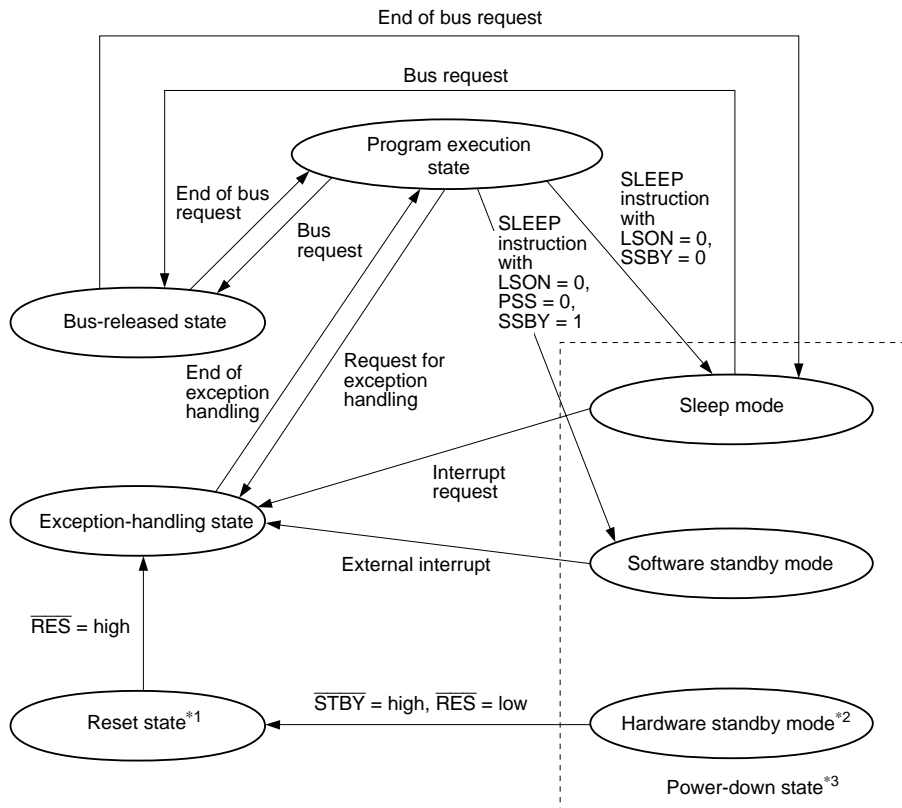 End of bus request
Bus request
Program execution
state
End of bus
request
Bus
request
SLEEP
instruction
with
LSON = 0,
PSS = 0,
SSBY = 1
SLEEP
instruction
with
LSON = 0,
SSBY = 0
Bus-released state
End of
exception
handling
Request for
exception
handling
Sleep mode
Interrupt
request
Exception-handling state
External interrupt
Software standby mode
R̅E̅S̅ = high
Reset state*1
S̅T̅B̅Y̅ = high, R̅E̅S̅ = low
Hardware standby mode*2
Power-down state*3